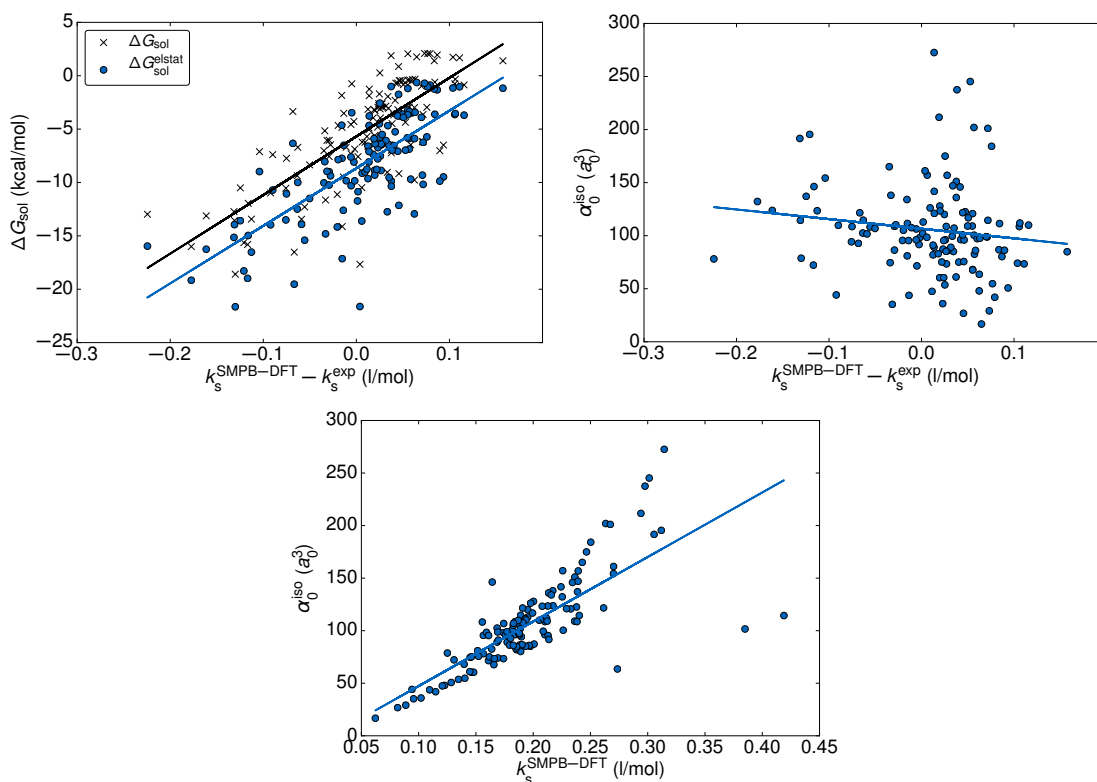 5
0
−5
−10
−15
−20
−25
ΔG_sol (kcal/mol)
× ΔG_sol
ΔG_sol^elstat
−0.3 −0.2 −0.1 0.0 0.1
k_s^SMPB−DFT − k_s^exp (l/mol)
300
250
200
150
100
50
0
α_0^iso (a_0^3)
−0.3 −0.2 −0.1 0.0 0.1
k_s^SMPB−DFT − k_s^exp (l/mol)
300
250
200
150
100
50
0
α_0^iso (a_0^3)
0.05 0.10 0.15 0.20 0.25 0.30 0.35 0.40 0.45
k_s^SMPB−DFT (l/mol)